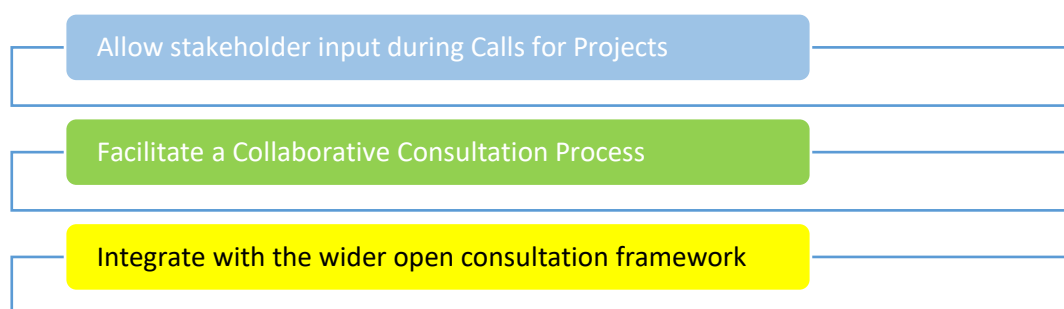 Allow stakeholder input during Calls for Projects
Facilitate a Collaborative Consultation Process
Integrate with the wider open consultation framework